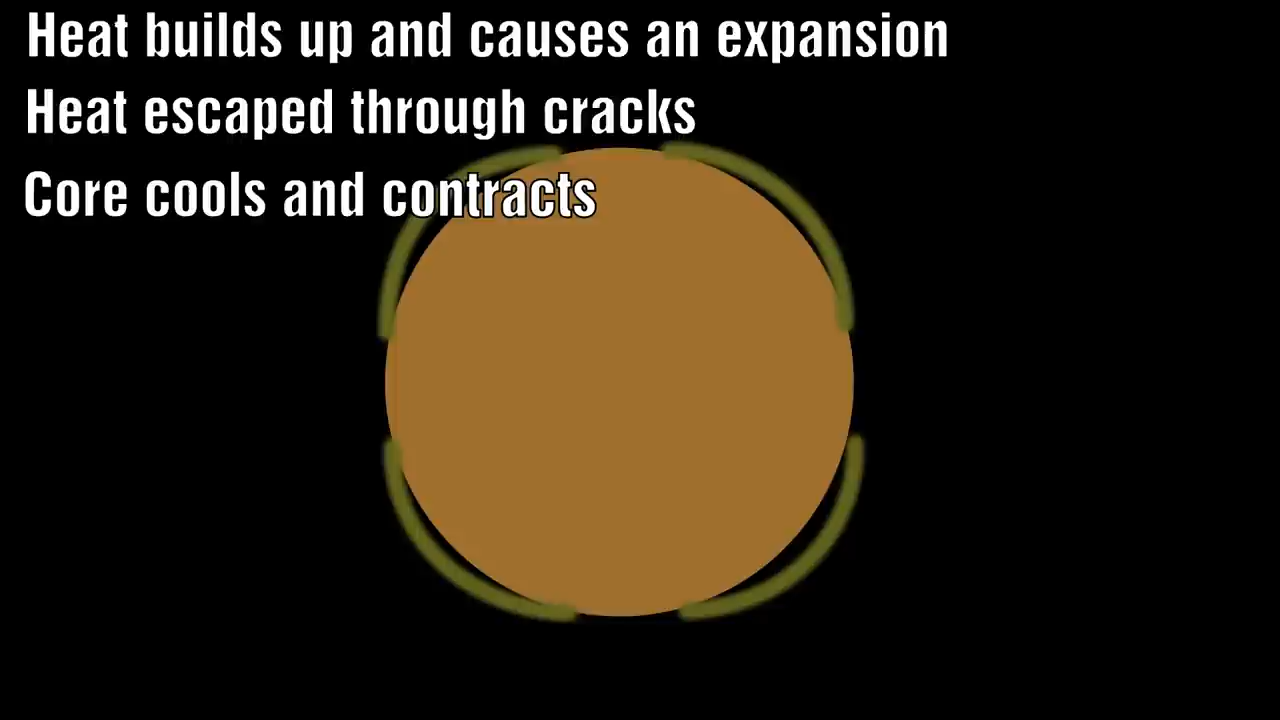 Heat builds up and causes an expansion
Heat escaped through cracks
Core cools and contracts